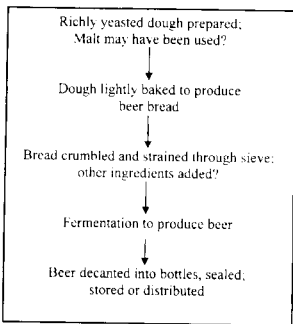 Richly yeasted dough prepared;
Malt may have been used?
Dough lightly baked to produce
beer bread
Bread crumbled and strained through sieve;
other ingredients added?
Fermentation to produce beer
Beer decanted into bottles, sealed;
stored or distributed